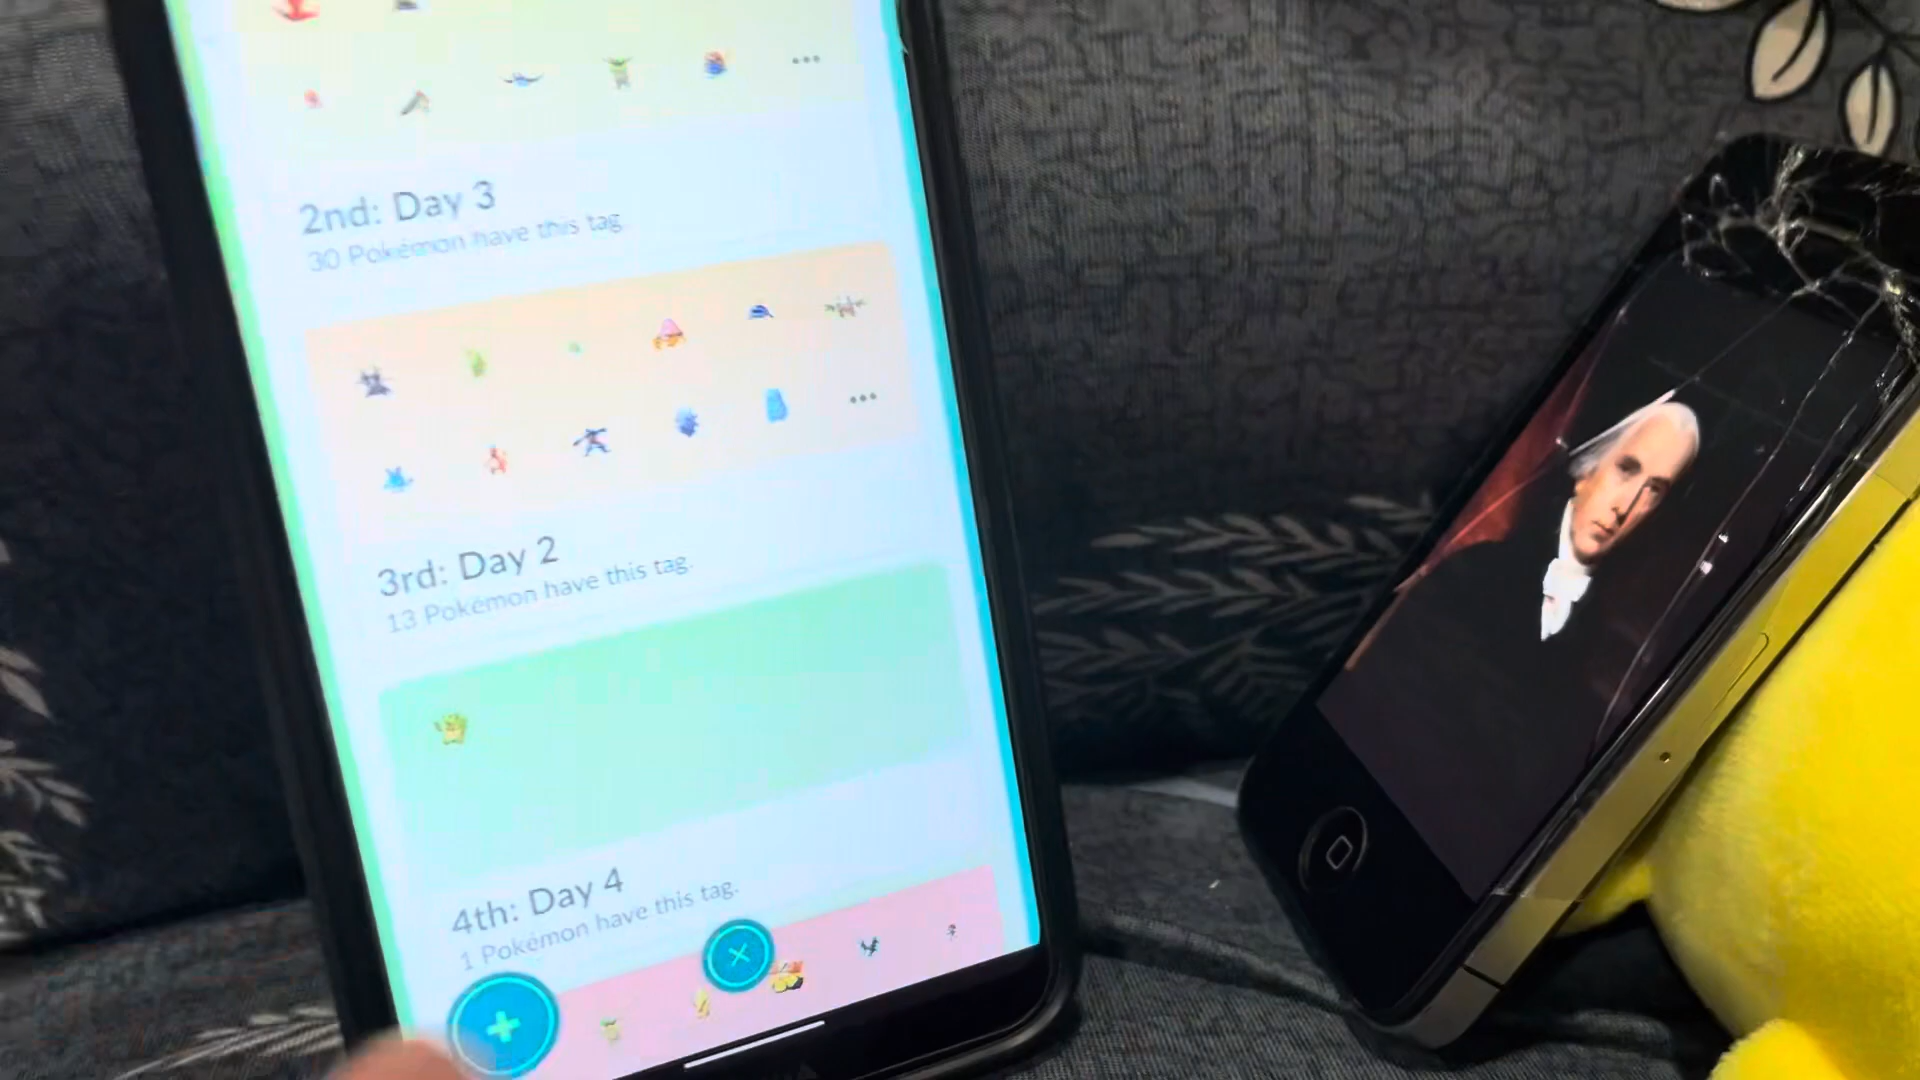 2nd: Day 3
30 Pokémon have this tag.
3rd: Day 2
13 Pokémon have this tag.
4th: Day 4
1 Pokémon have this tag.